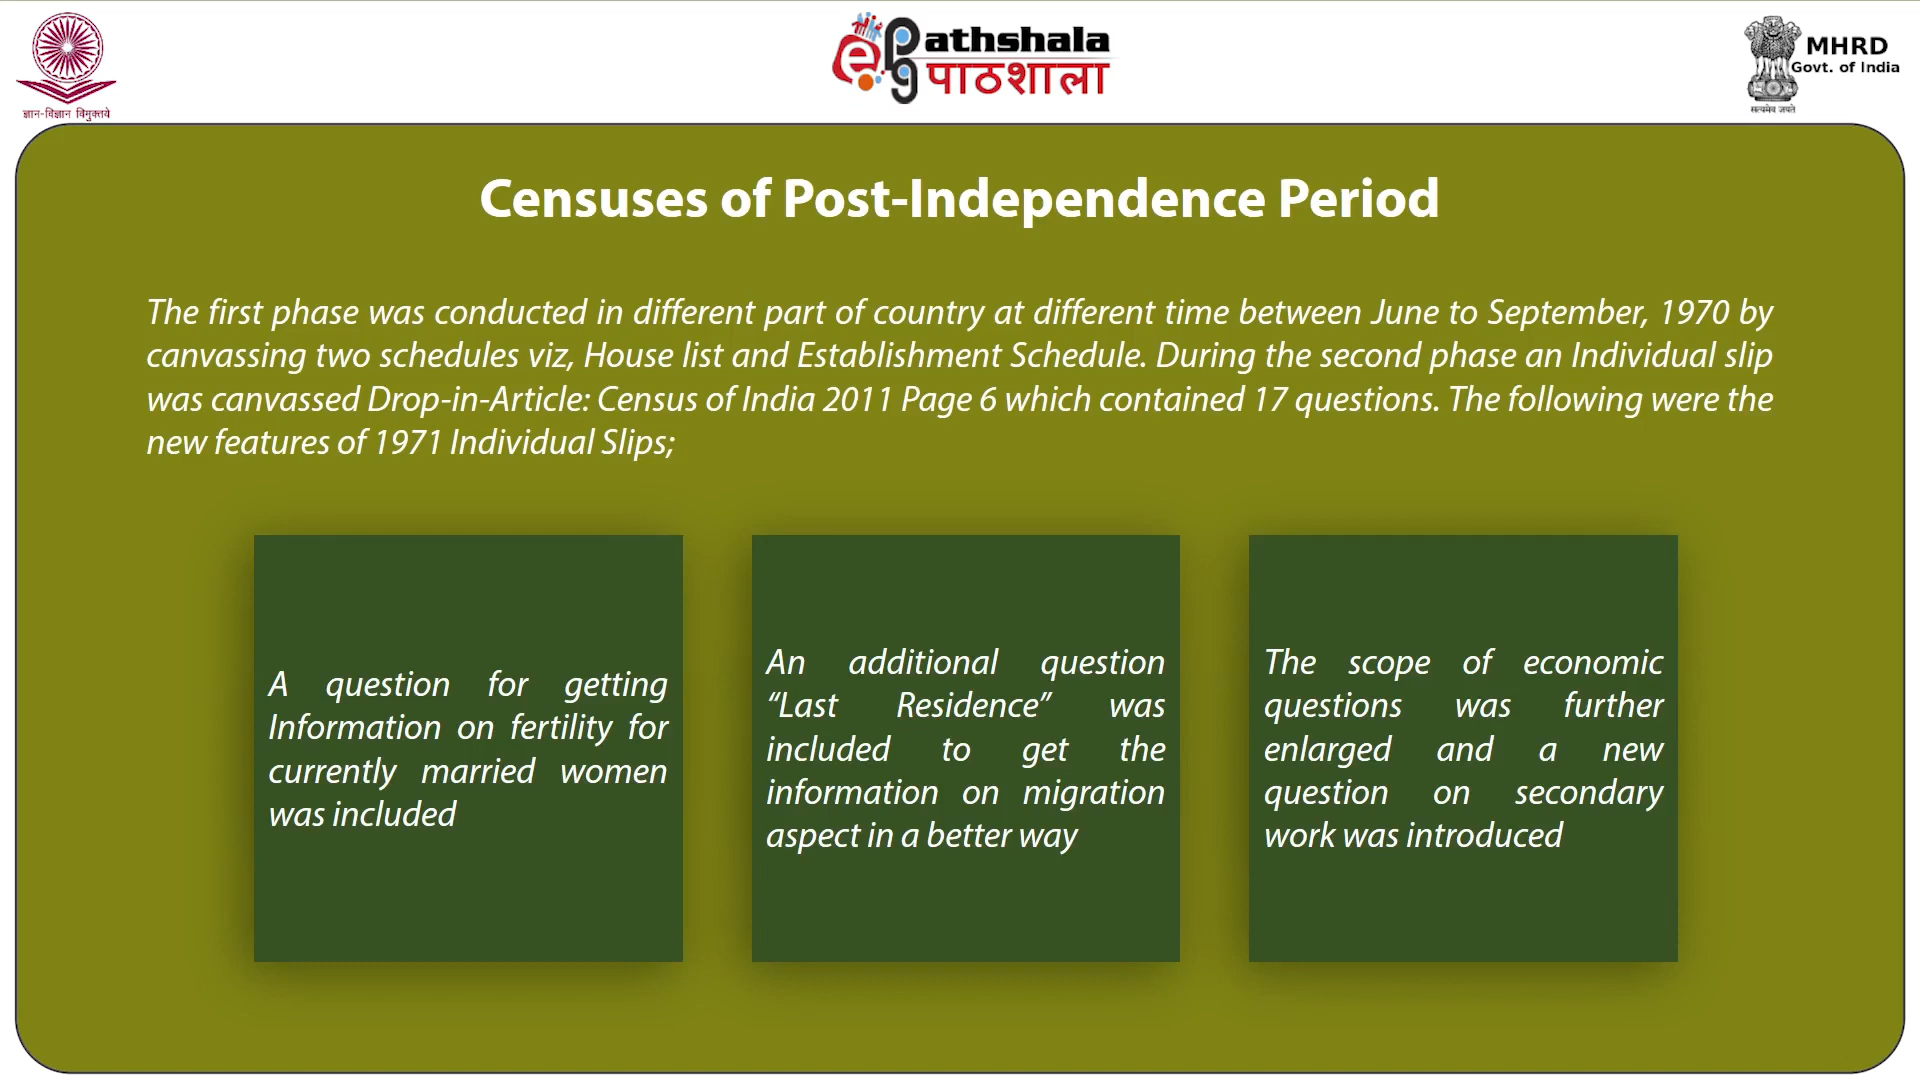 ज्ञान-विज्ञान विमुक्तये
e Pathshala
पाठशाला
MHRD
Govt. of India
सत्यमेव जयते
Censuses of Post-Independence Period
The first phase was conducted in different part of country at different time between June to September, 1970 by
canvassing two schedules viz, House list and Establishment Schedule. During the second phase an Individual slip
was canvassed Drop-in-Article: Census of India 2011 Page 6 which contained 17 questions. The following were the
new features of 1971 Individual Slips;
A question for getting
Information on fertility for
currently married women
was included
An additional question
“Last Residence” was
included to get the
information on migration
aspect in a better way
The scope of economic
questions was further
enlarged and a new
question on secondary
work was introduced